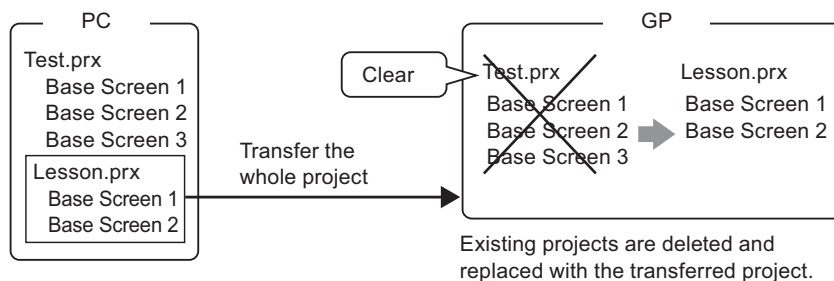 PC
Test.prx
Base Screen 1
Base Screen 2
Base Screen 3
Lesson.prx
Base Screen 1
Base Screen 2
Transfer the
whole project
GP
Clear
Test.prx
Base Screen 1
Base Screen 2
Base Screen 3
Lesson.prx
Base Screen 1
Base Screen 2
Existing projects are deleted and
replaced with the transferred project.